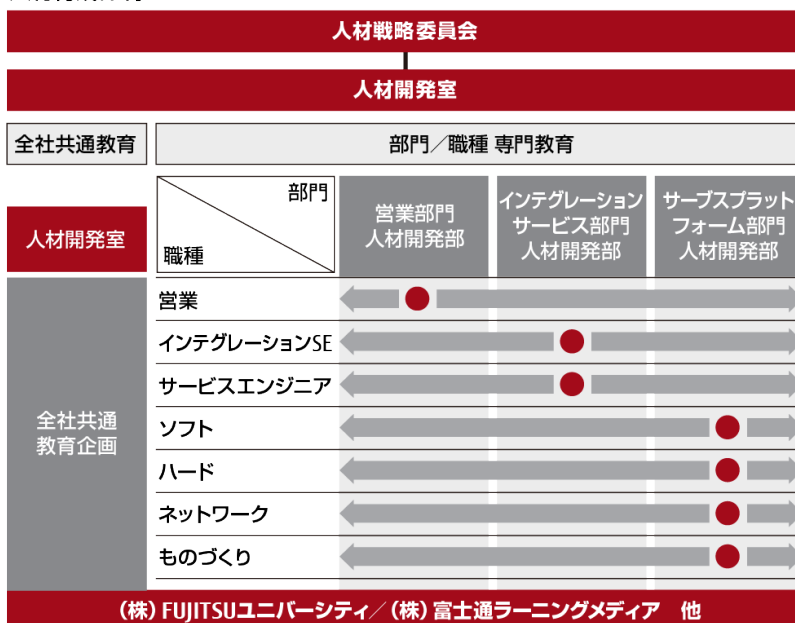 人材戦略委員会
人材開発室
全社共通教育
部門／職種 専門教育
人材開発室
部門
職種
営業部門
人材開発部
インテグレーション
サービス部門
人材開発部
サーブスプラット
フォーム部門
人材開発部
全社共通
教育企画
営業
インテグレーションSE
サービスエンジニア
ソフト
ハード
ネットワーク
ものづくり
（株）FUJITSUユニバーシティ／（株）富士通ラーニングメディア　他